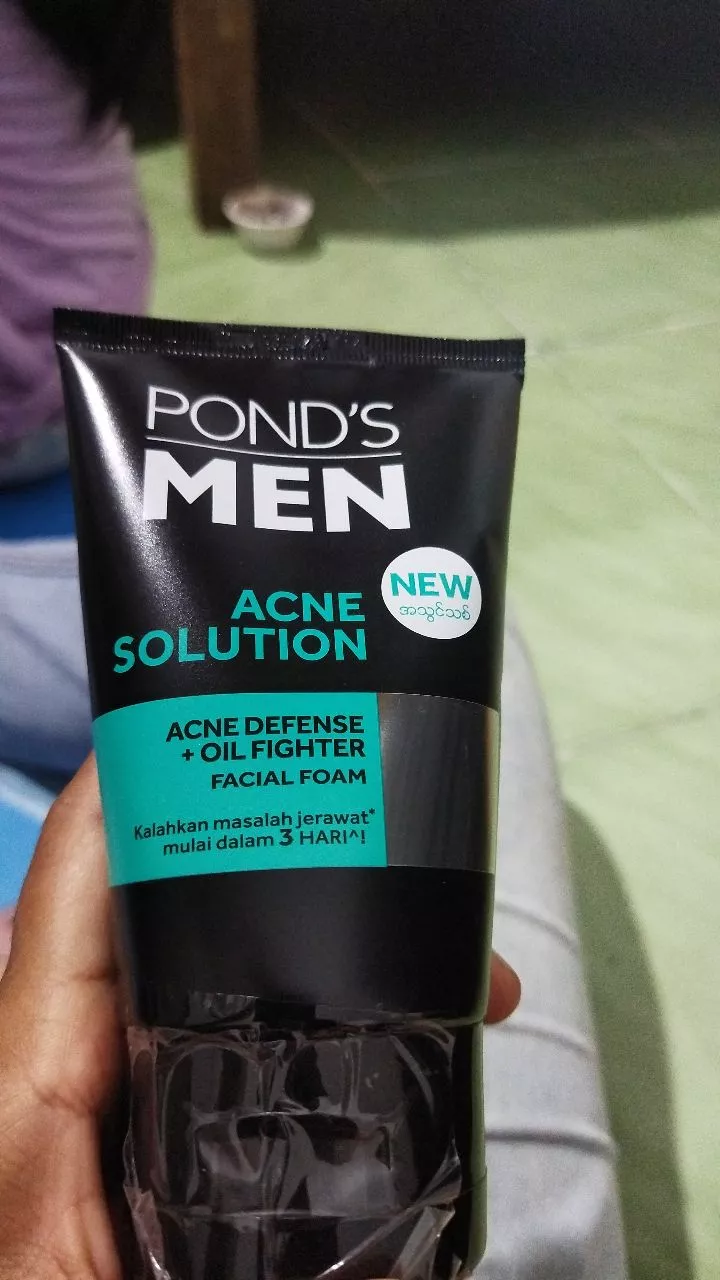 POND'S
MEN
NEW
အသွင်သစ်
ACNE
SOLUTION
ACNE DEFENSE
+ OIL FIGHTER
FACIAL FOAM
Kalahkan masalah jerawat*
mulai dalam 3 HARI^!